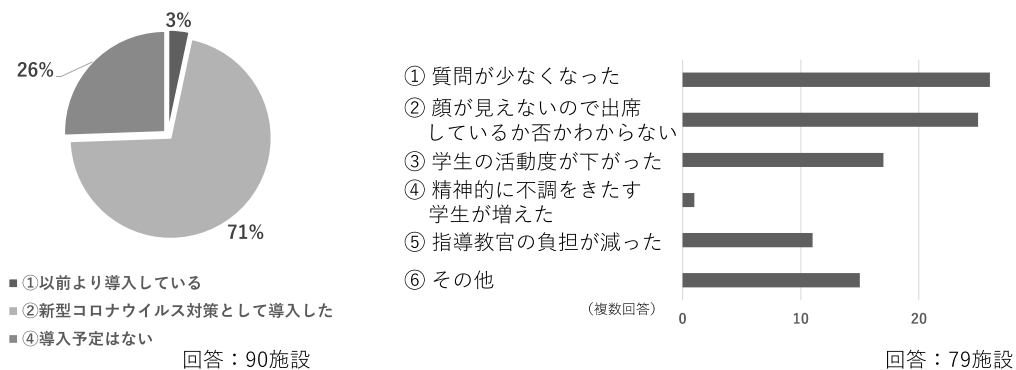 3%
26%
71%
■ ①以前より導入している
■ ②新型コロナウイルス対策として導入した
■ ④導入予定はない
回答：90施設
① 質問が少なくなった
② 顔が見えないので出席
しているか否かわからない
③ 学生の活動度が下がった
④ 精神的に不調をきたす
学生が増えた
⑤ 指導教官の負担が減った
⑥ その他
（複数回答）
0 10 20
回答：79施設